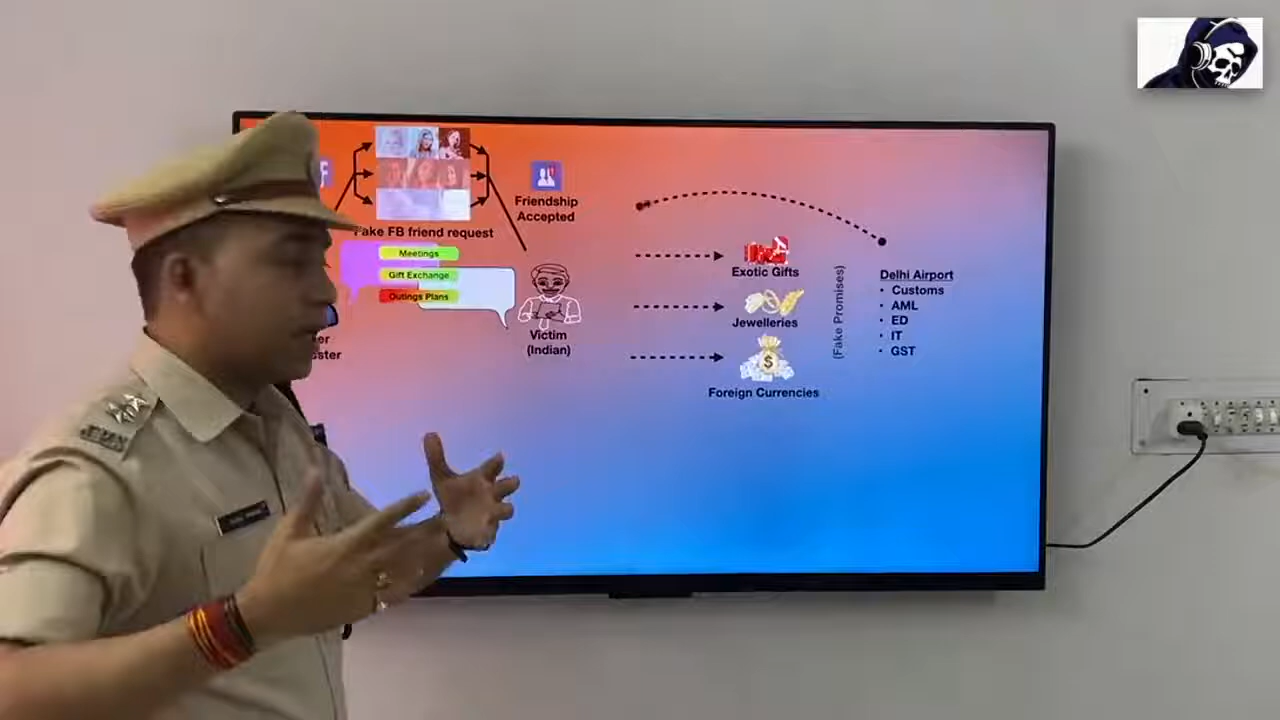 Fake FB friend request
Friendship
Accepted
Meetings
Gift Exchange
Outings Plans
Victim
(Indian)
Exotic Gifts
Jewelleries
$
Foreign Currencies
(Fake Promises)
Delhi Airport
• Customs
• AML
• ED
• IT
• GST